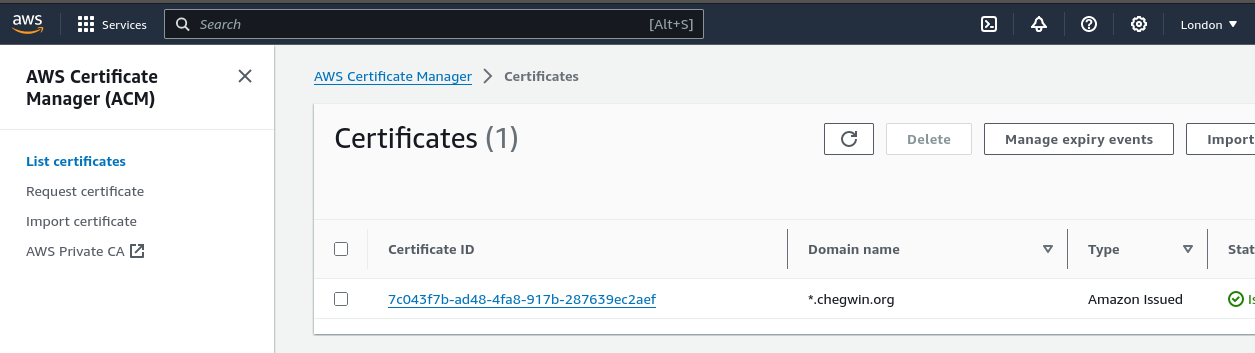 aws
Services
Search
[Alt+S]
London
AWS Certificate
Manager (ACM)
List certificates
Request certificate
Import certificate
AWS Private CA
AWS Certificate Manager
Certificates
Certificates (1)
Delete
Manage expiry events
Import
Certificate ID
Domain name
Type
Stat
7c043f7b-ad48-4fa8-917b-287639ec2aef
*.chegwin.org
Amazon Issued
Is